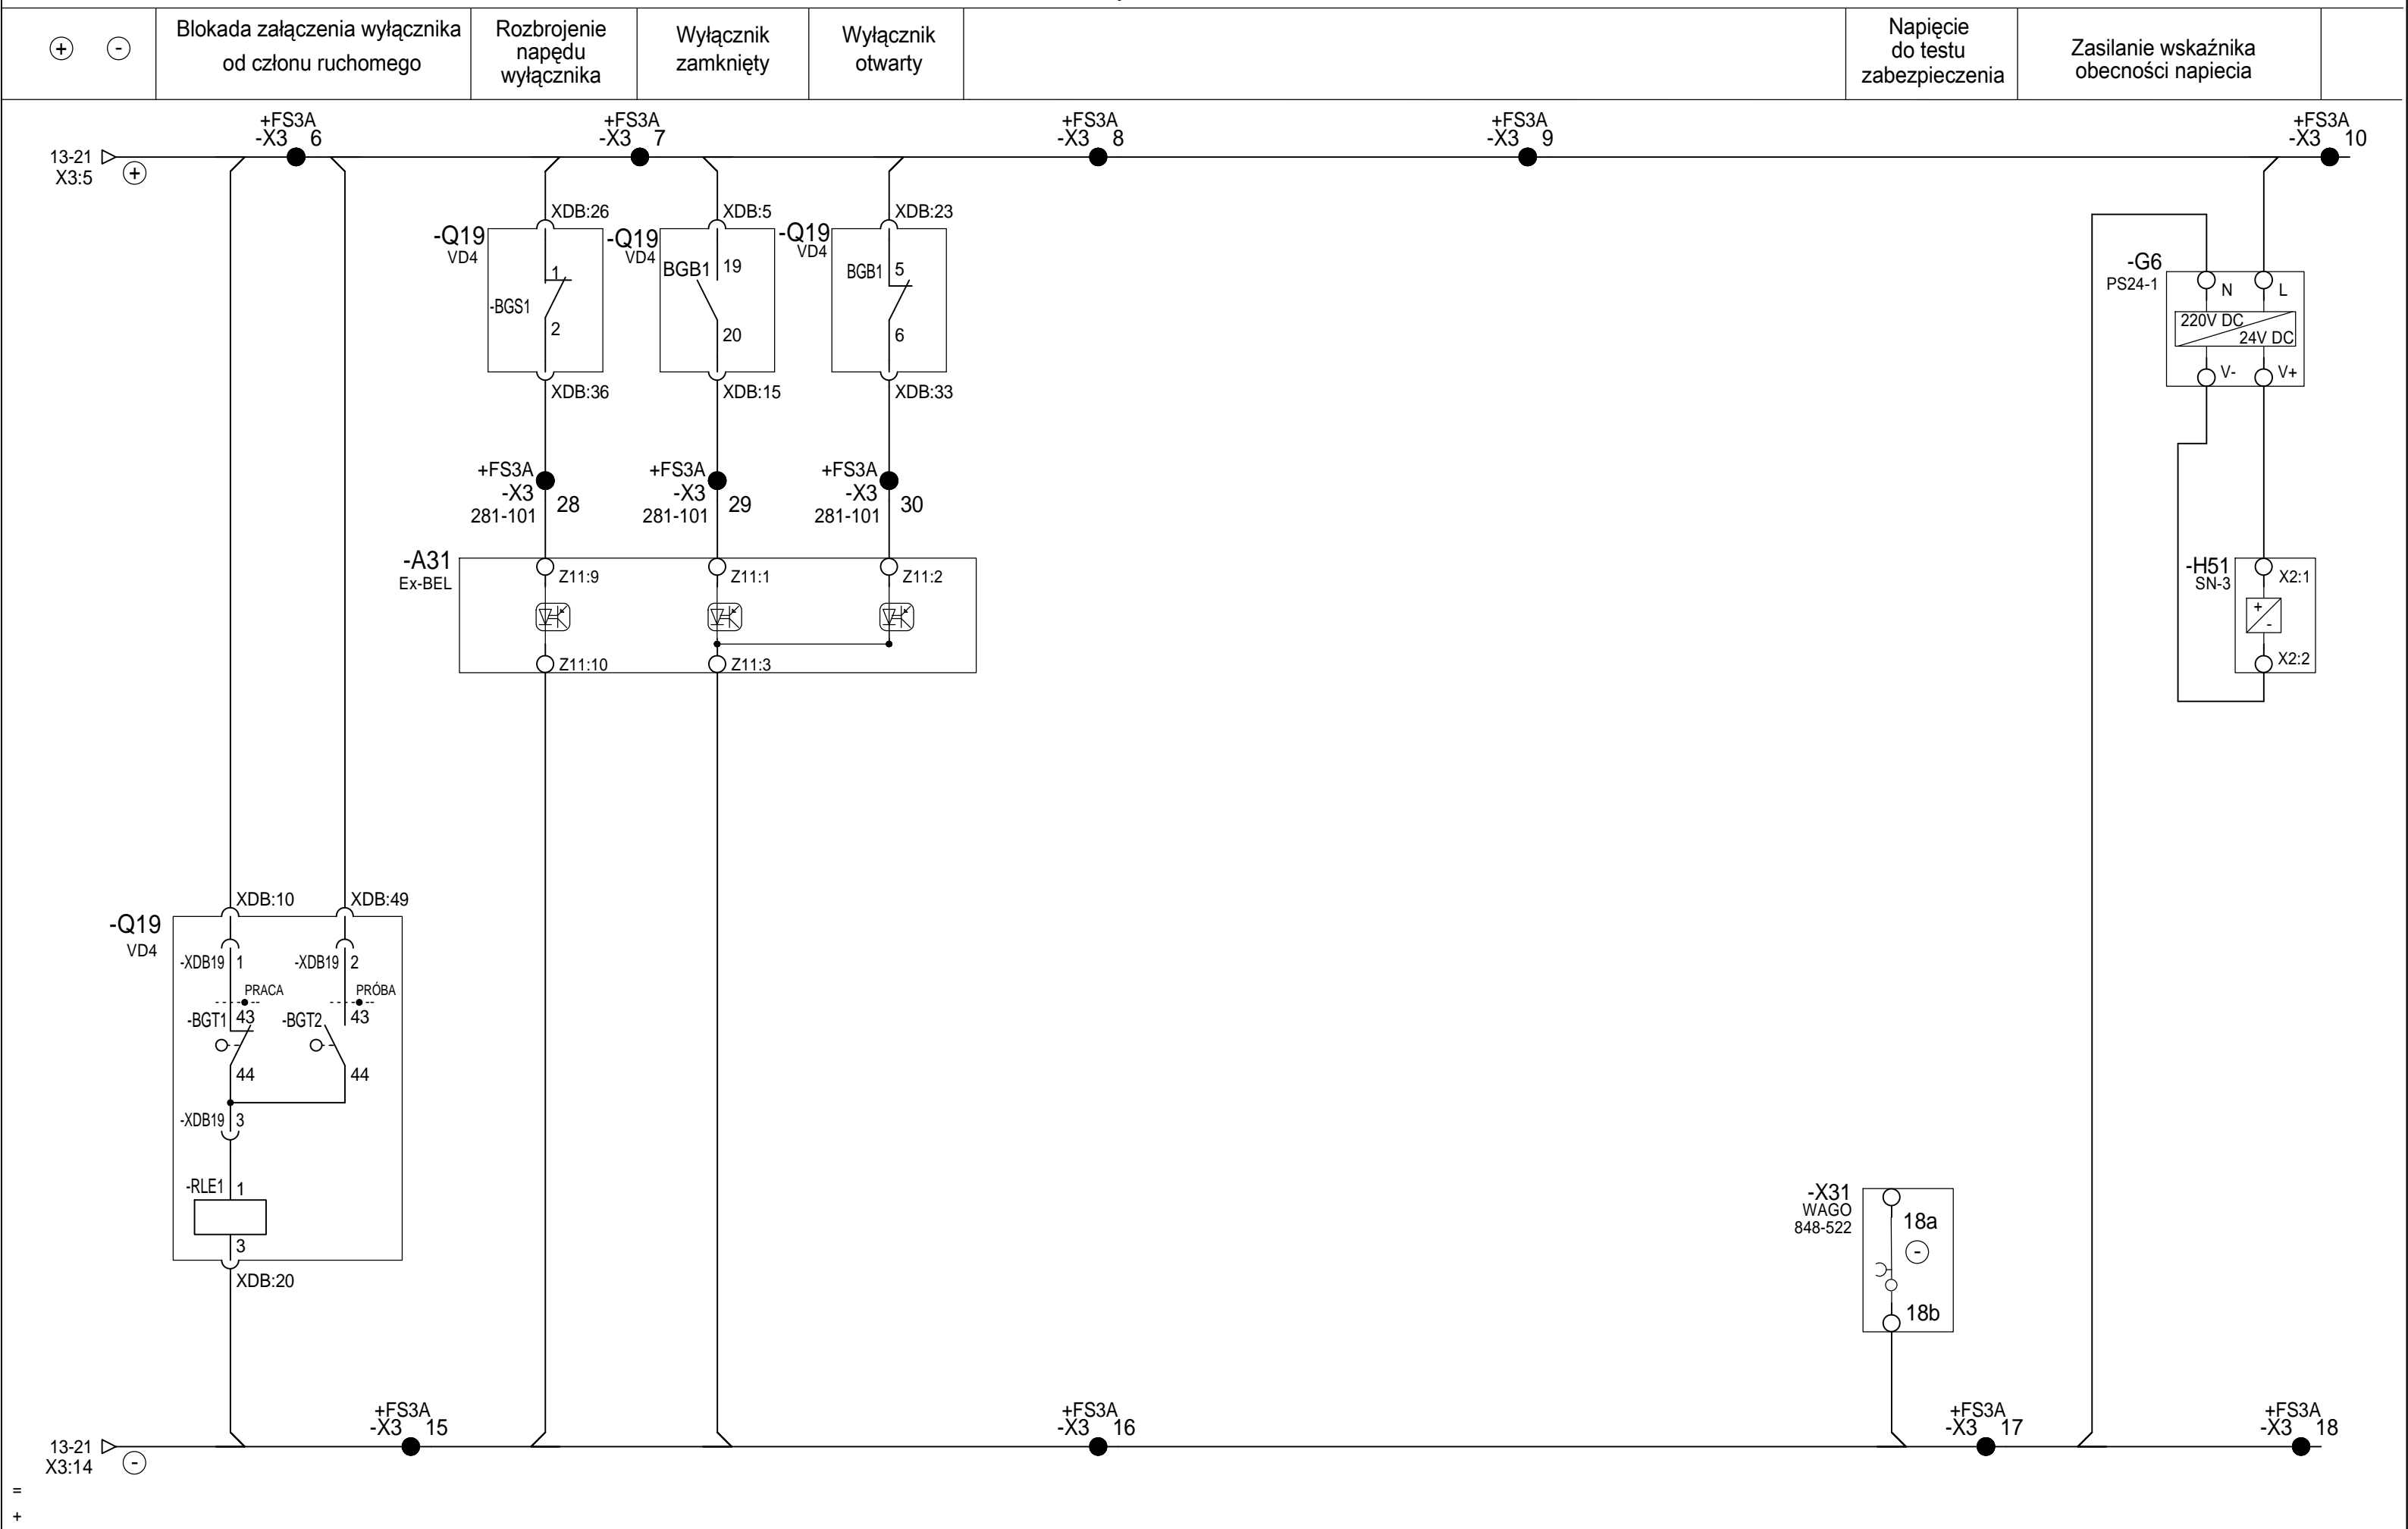 + -
Blokada załączenia wyłącznika
od członu ruchomego
Rozbrojenie
napędu
wyłącznika
Wyłącznik
zamknięty
Wyłącznik
otwarty
Napięcie
do testu
zabezpieczenia
Zasilanie wskaźnika
obecności napiecia
+FS3A
-X3 6
+FS3A
-X3 7
+FS3A
-X3 8
+FS3A
-X3 9
+FS3A
-X3 10
13-21
X3:5
+
XDB:26
-Q19
VD4
1
-BGS1
2
XDB:36
XDB:5
-Q19
VD4
BGB1 19
20
XDB:15
XDB:23
-Q19
VD4
BGB1 5
6
XDB:33
-G6
PS24-1
N L
220V DC
24V DC
V- V+
+FS3A
-X3
281-101
28
+FS3A
-X3
281-101
29
+FS3A
-X3
281-101
30
-A31
Ex-BEL
Z11:9
Z11:1
Z11:2
Z11:10
Z11:3
-H51
SN-3
X2:1
+
-
X2:2
XDB:10
XDB:49
-Q19
VD4
-XDB19 1
-XDB19 2
PRACA
PRÓBA
-BGT1 43
-BGT2 43
44
44
-XDB19 3
-RLE1 1
3
XDB:20
-X31
WAGO
848-522
18a
-
18b
+FS3A
-X3 15
+FS3A
-X3 16
+FS3A
-X3 17
+FS3A
-X3 18
13-21
X3:14
-
=
+